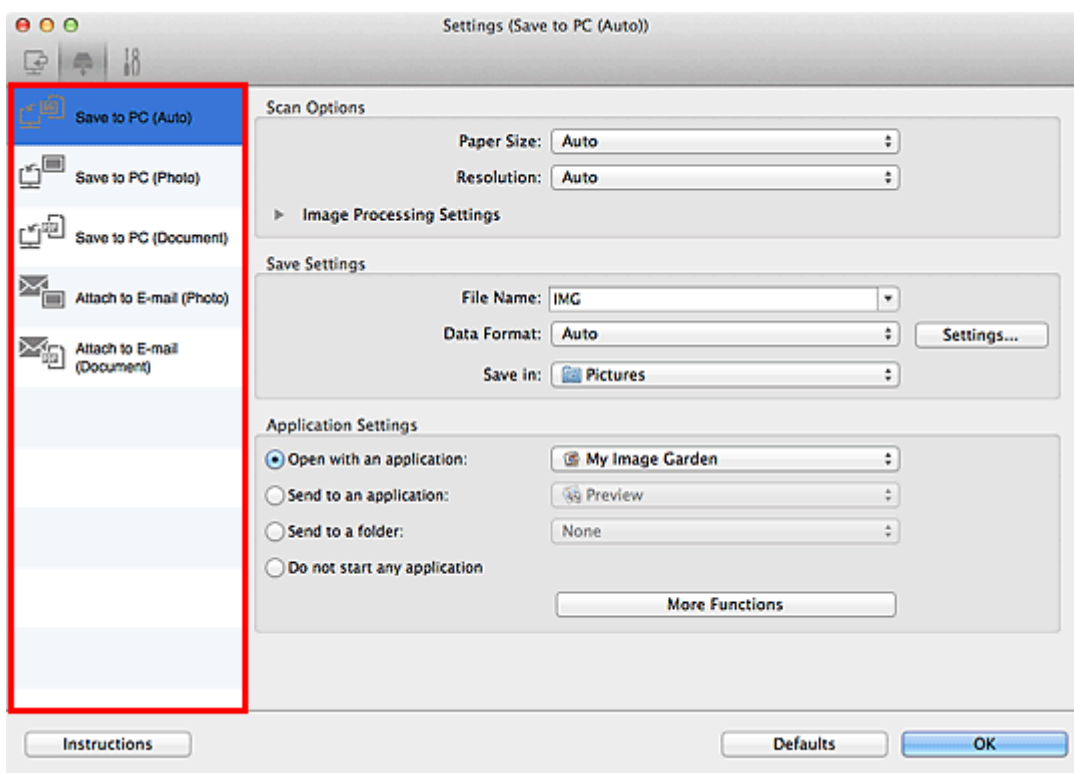 Settings (Save to PC (Auto))
Save to PC (Auto)
Save to PC (Photo)
Save to PC (Document)
Attach to E-mail (Photo)
Attach to E-mail
(Document)
Scan Options
Paper Size: Auto
Resolution: Auto
Image Processing Settings
Save Settings
File Name: IMG
Data Format: Auto Settings...
Save in: Pictures
Application Settings
Open with an application: My Image Garden
Send to an application: Preview
Send to a folder: None
Do not start any application
More Functions
Instructions Defaults OK